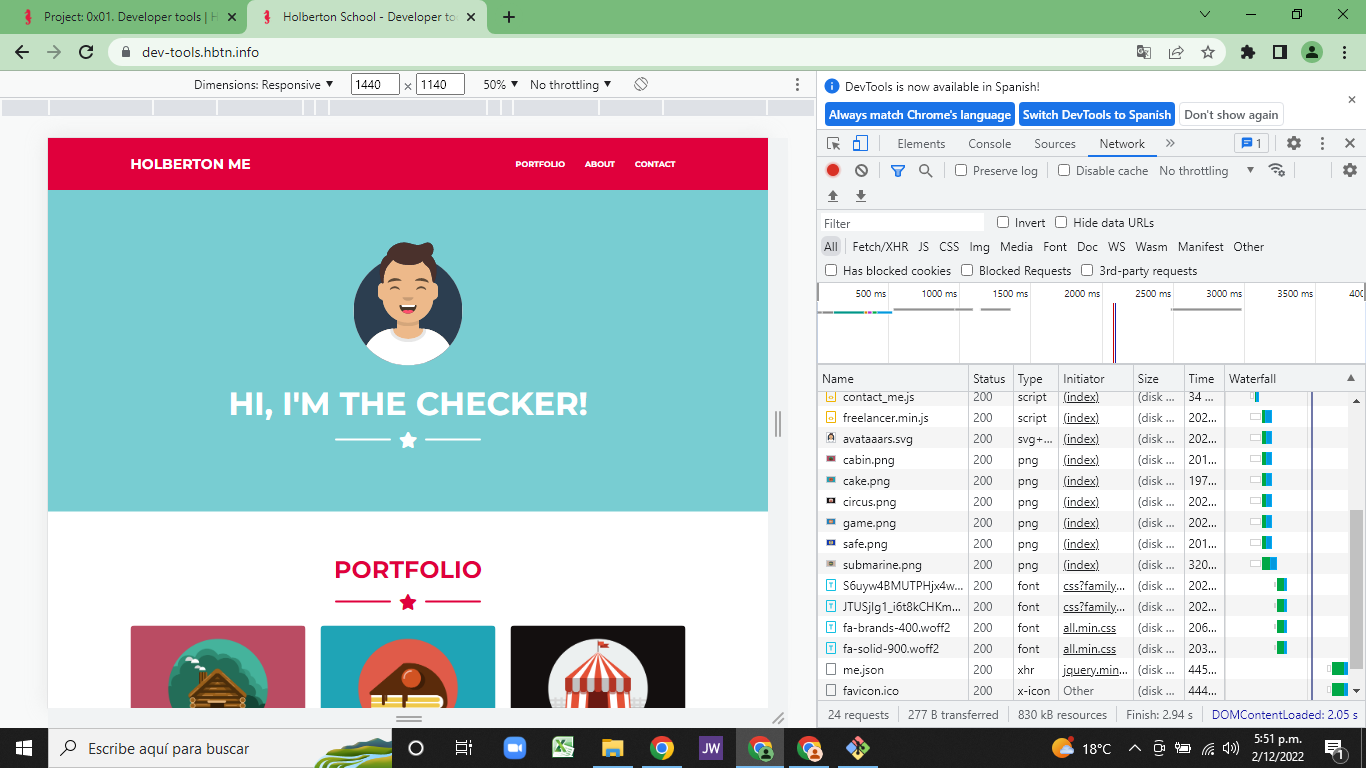 Project: 0x01. Developer tools | H
Holberton School - Developer to
dev-tools.hbtn.info
Dimensions: Responsive
1440 × 1140
50%
No throttling
DevTools is now available in Spanish!
Always match Chrome's language
Switch DevTools to Spanish
Don't show again
Elements
Console
Sources
Network
1
Preserve log
Disable cache
No throttling
Filter
Invert
Hide data URLs
All
Fetch/XHR
JS
CSS
Img
Media
Font
Doc
WS
Wasm
Manifest
Other
Has blocked cookies
Blocked Requests
3rd-party requests
500 ms
1000 ms
1500 ms
2000 ms
2500 ms
3000 ms
3500 ms
400
Name Status Type Initiator Size Time Waterfall
contact_me.js 200 script (index) (disk ... 34 ...
freelancer.min.js 200 script (index) (disk ... 202...
avataaars.svg 200 svg+... (index) (disk ... 202...
cabin.png 200 png (index) (disk ... 201...
cake.png 200 png (index) (disk ... 197...
circus.png 200 png (index) (disk ... 202...
game.png 200 png (index) (disk ... 202...
safe.png 200 png (index) (disk ... 201...
submarine.png 200 png (index) (disk ... 320...
S6uyw4BMUTPHjx4w... 200 font css?family... (disk ... 202...
JTUSjIg1_i6t8kCHKm... 200 font css?family... (disk ... 202...
fa-brands-400.woff2 200 font all.min.css (disk ... 206...
fa-solid-900.woff2 200 font all.min.css (disk ... 203...
me.json 200 xhr jquery.min... (disk ... 445...
favicon.ico 200 x-icon Other (disk ... 444...
24 requests
277 B transferred
830 kB resources
Finish: 2.94 s
DOMContentLoaded: 2.05 s
HOLBERTON ME
PORTFOLIO
ABOUT
CONTACT
HI, I'M THE CHECKER!
PORTFOLIO
Escribe aquí para buscar
JW
18°C
5:51 p.m.
2/12/2022
1